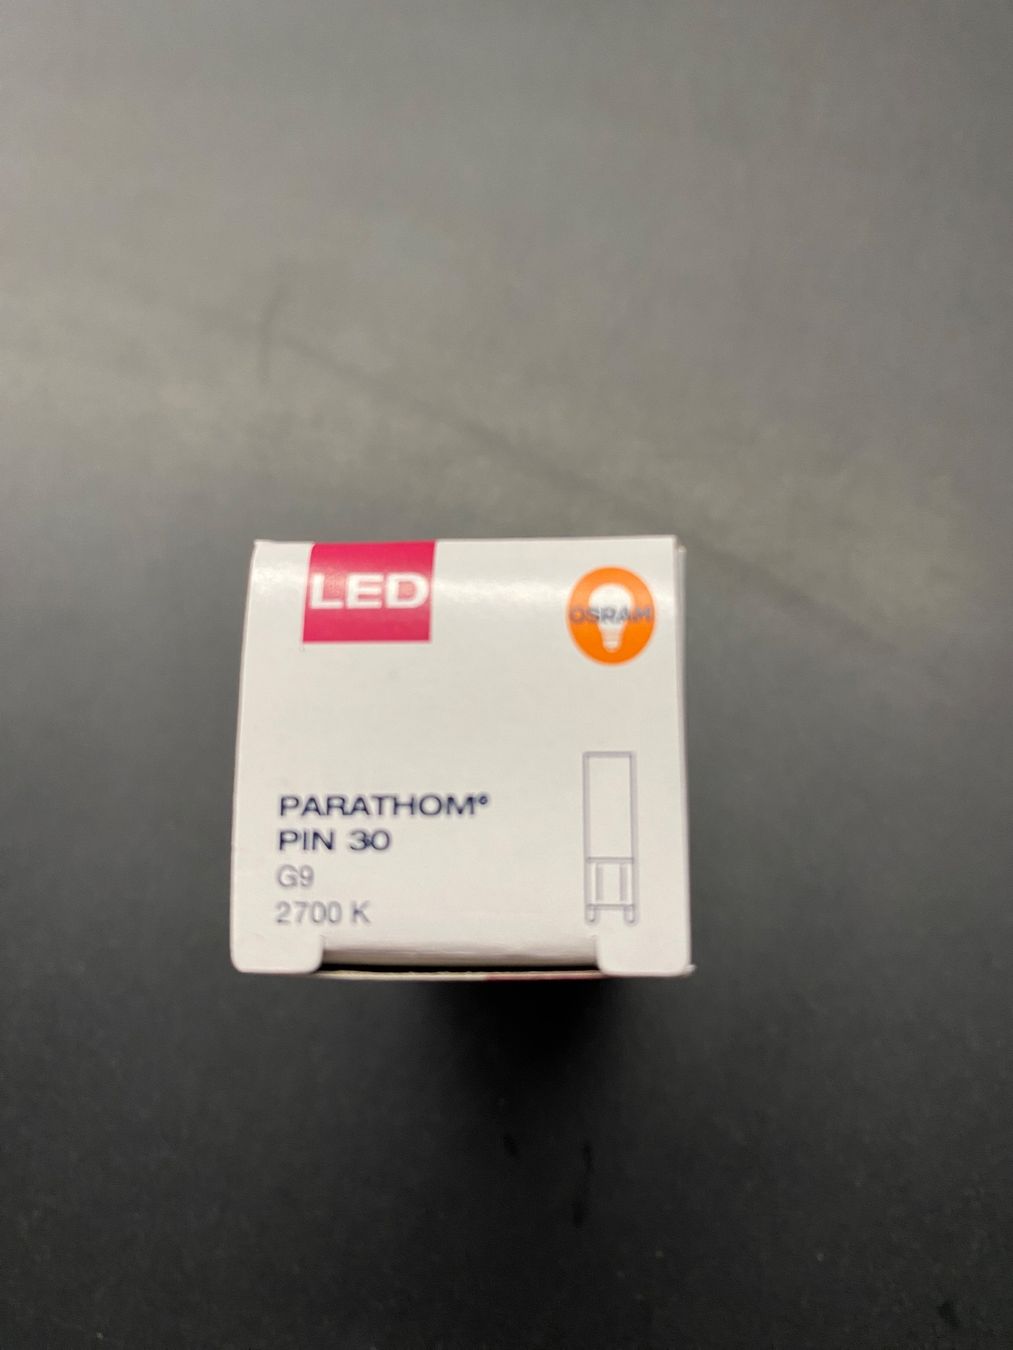 LED
OSRAM
PARATHOM®
PIN 30
G9
2700 K